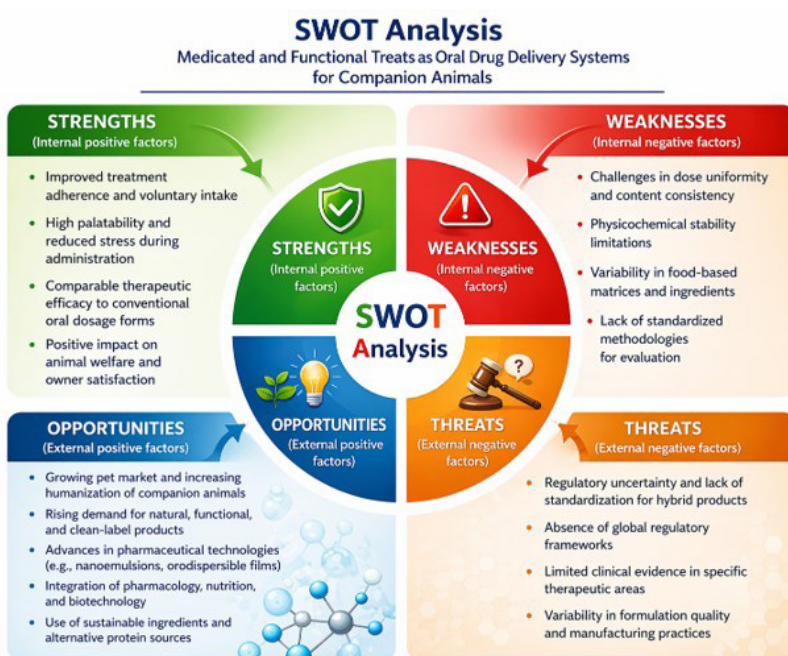 SWOT Analysis
Medicated and Functional Treats as Oral Drug Delivery Systems
for Companion Animals
STRENGTHS
(Internal positive factors)
• Improved treatment
adherence and voluntary intake
• High palatability and
reduced stress during
administration
• Comparable therapeutic
efficacy to conventional
oral dosage forms
• Positive impact on
animal welfare and
owner satisfaction
WEAKNESSES
(Internal negative factors)
• Challenges in dose uniformity
and content consistency
• Physicochemical stability
limitations
• Variability in food-based
matrices and ingredients
• Lack of standardized
methodologies
for evaluation
STRENGTHS
(Internal positive
factors)
WEAKNESSES
(Internal negative
factors)
SWOT
Analysis
OPPORTUNITIES
(External positive
factors)
?
THREATS
(External negative
factors)
OPPORTUNITIES
(External positive factors)
• Growing pet market and increasing
humanization of companion animals
• Rising demand for natural, functional,
and clean-label products
• Advances in pharmaceutical technologies
(e.g., nanoemulsions, orodispersible films)
• Integration of pharmacology, nutrition,
and biotechnology
• Use of sustainable ingredients and
alternative protein sources
THREATS
(External negative factors)
• Regulatory uncertainty and lack of
standardization for hybrid products
• Absence of global regulatory
frameworks
• Limited clinical evidence in specific
therapeutic areas
• Variability in formulation quality
and manufacturing practices